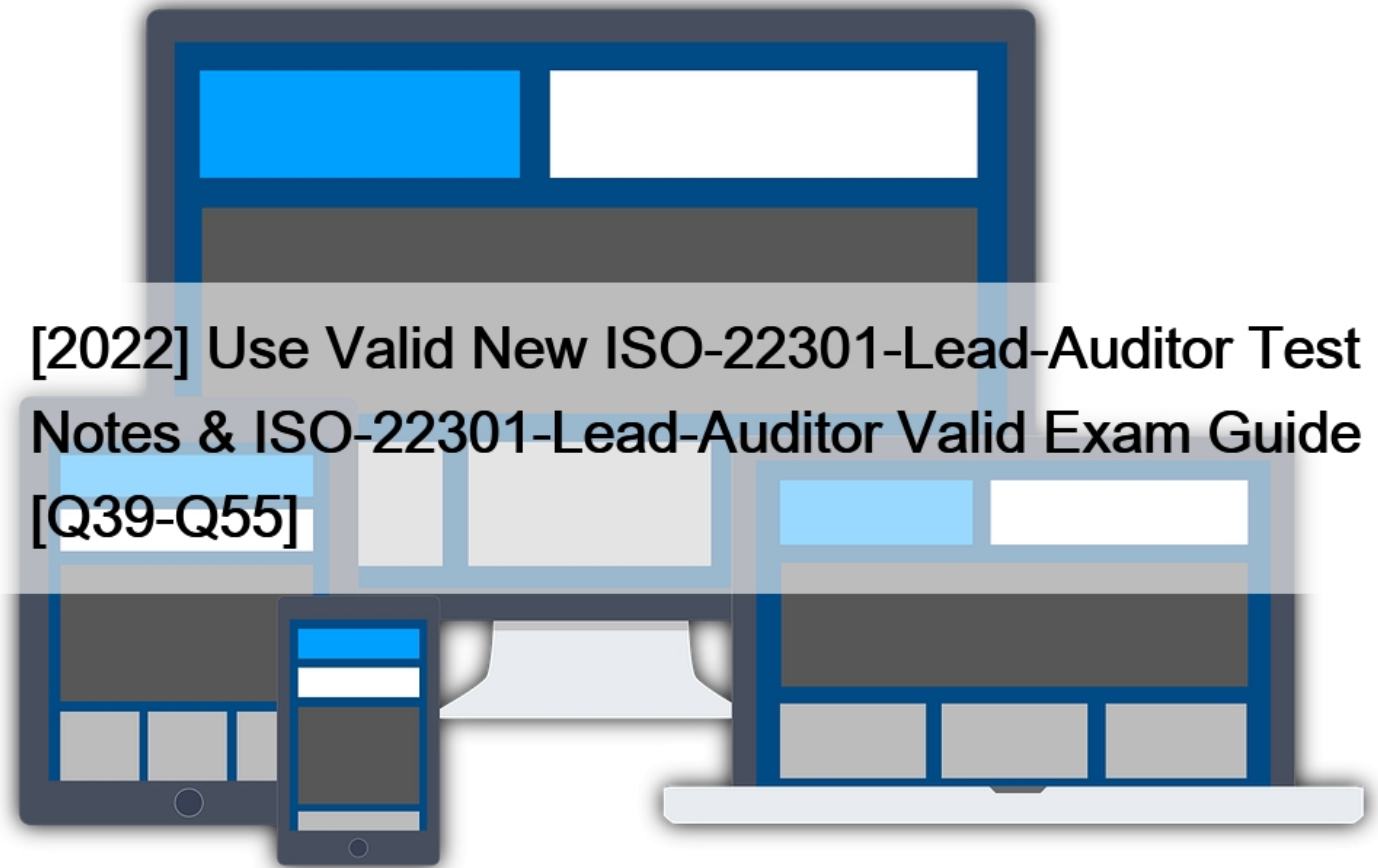 [2022] Use Valid New ISO-22301-Lead-Auditor Test
Notes & ISO-22301-Lead-Auditor Valid Exam Guide
[Q39-Q55]